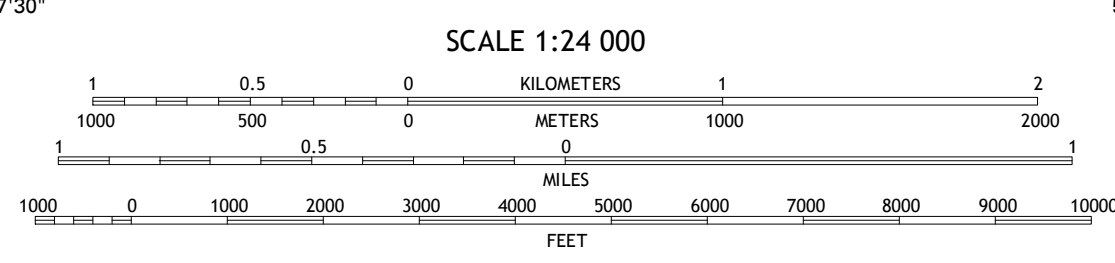 7'30"
5
SCALE 1:24 000
1 0.5 0 KILOMETERS 1 2
1000 500 0 METERS 1000 2000
1 0.5 0 1
MILES
1000 0 1000 2000 3000 4000 5000 6000 7000 8000 9000 10000
FEET